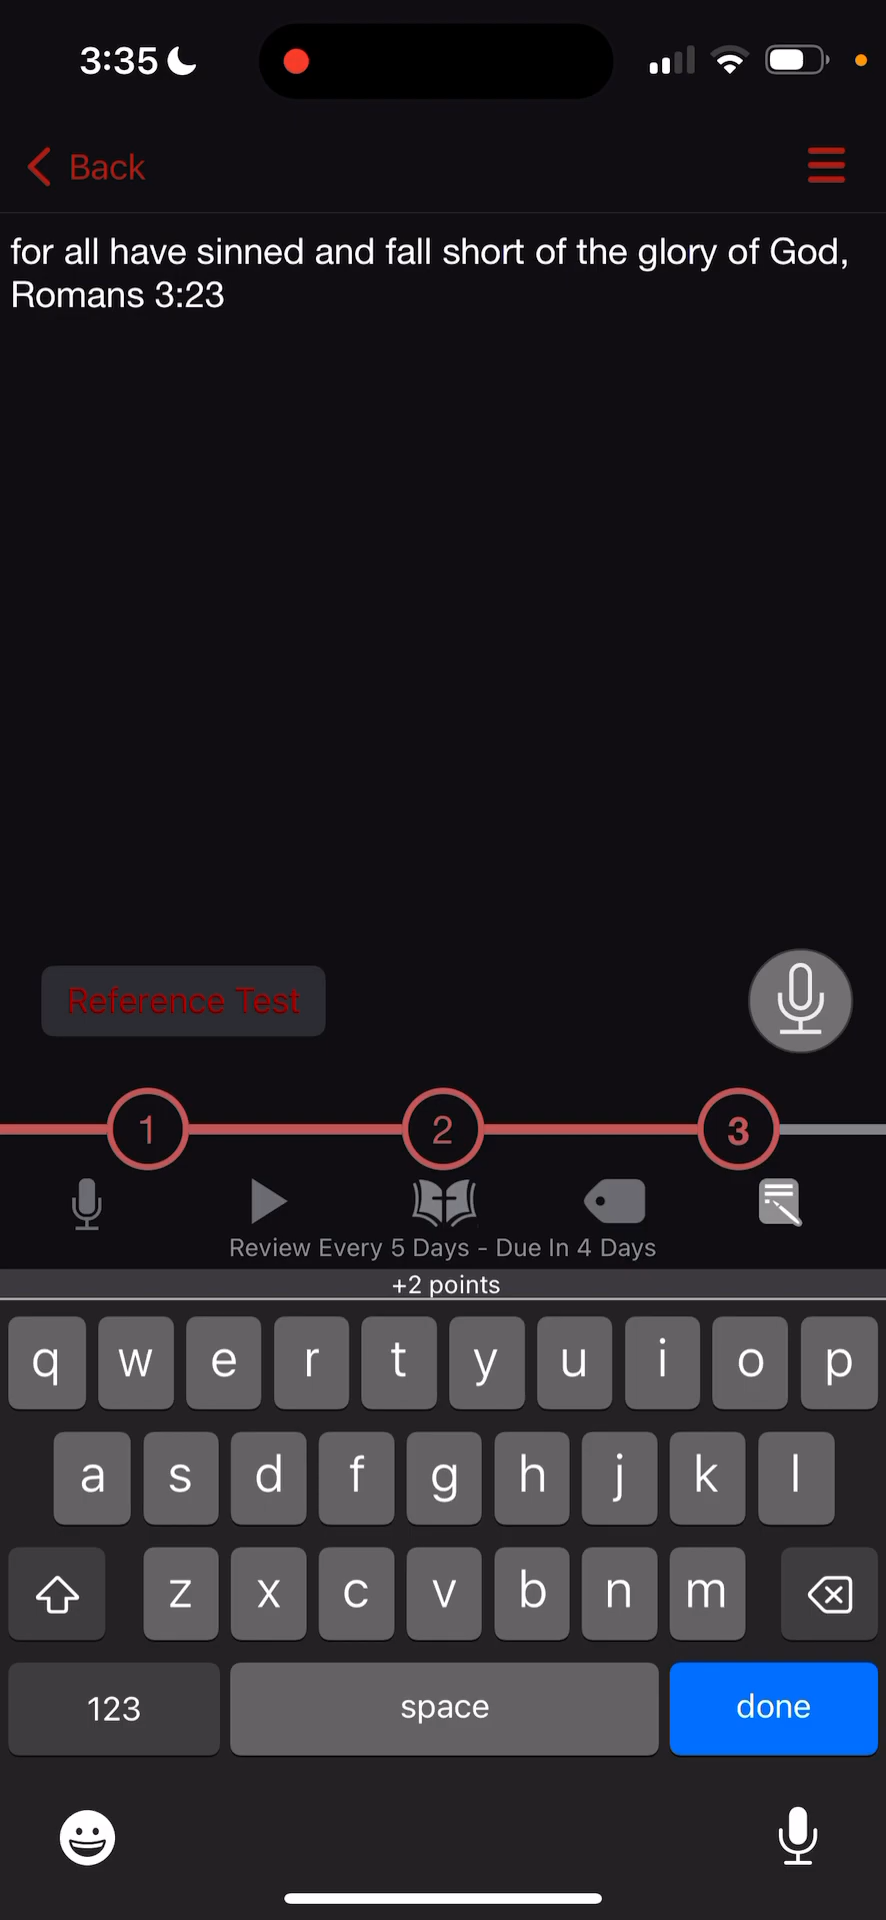 3:35
Back
for all have sinned and fall short of the glory of God,
Romans 3:23
Reference Test
1 2 3
Review Every 5 Days - Due In 4 Days
+2 points
q w e r t y u i o p
a s d f g h j k l
z x c v b n m
123 space done